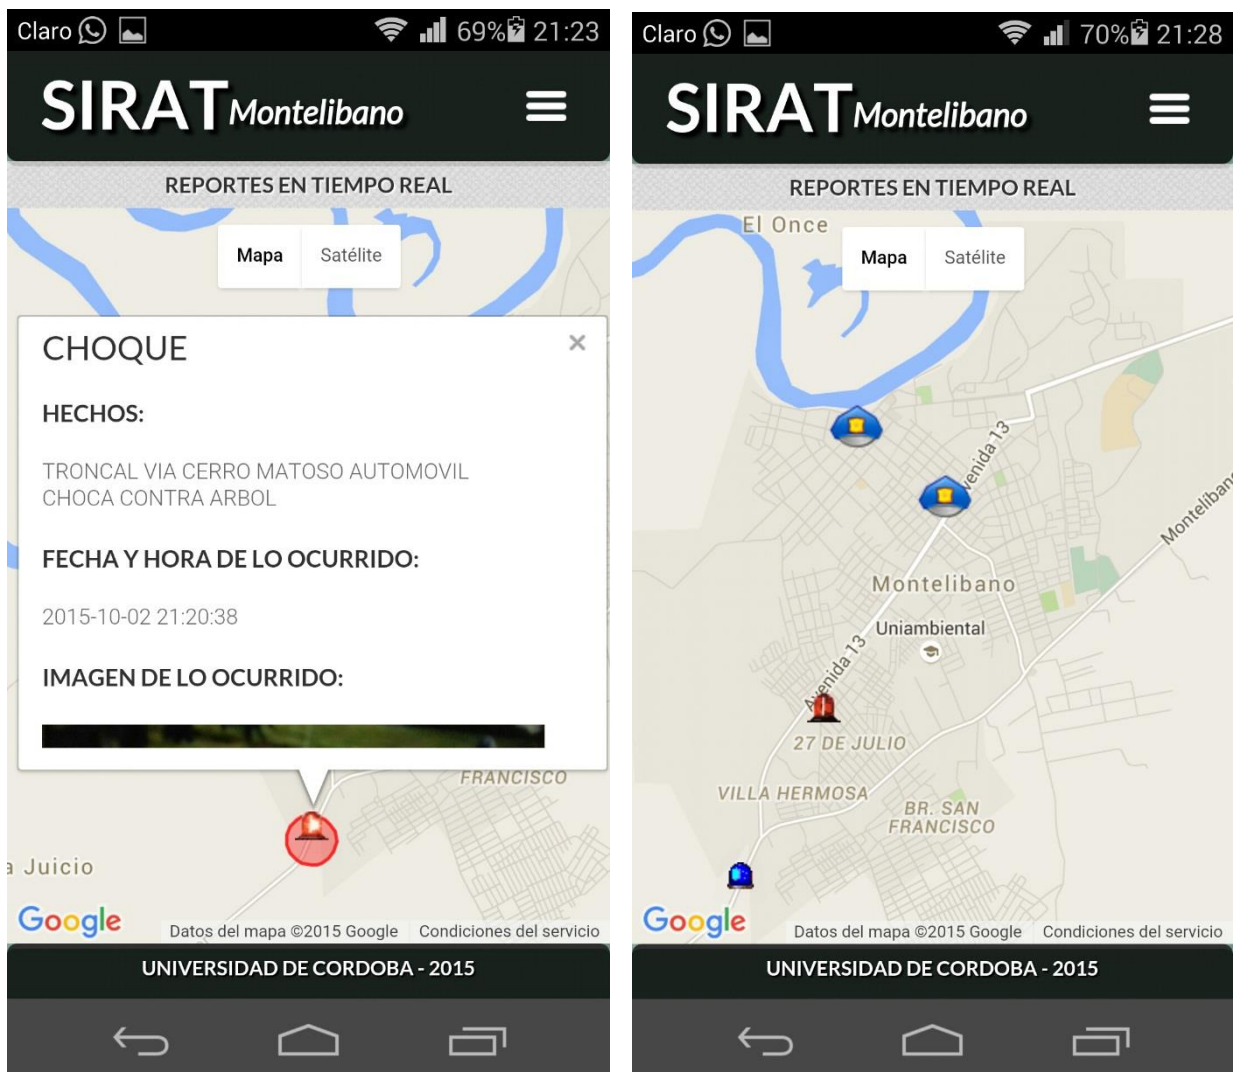 Claro 69% 21:23
SIRAT Montelibano
REPORTES EN TIEMPO REAL
Mapa Satélite
CHOQUE ×
HECHOS:
TRONCAL VIA CERRO MATOSO AUTOMOVIL
CHOCA CONTRA ARBOL
FECHA Y HORA DE LO OCURRIDO:
2015-10-02 21:20:38
IMAGEN DE LO OCURRIDO:
FRANCISCO
a Juicio
Google
Datos del mapa ©2015 Google Condiciones del servicio
UNIVERSIDAD DE CORDOBA - 2015
Claro 70% 21:28
SIRAT Montelibano
REPORTES EN TIEMPO REAL
El Once
Mapa Satélite
Avenida 13
Montelibano
Montelibano
Uniambiental
Avenida 13
27 DE JULIO
VILLA HERMOSA
BR. SAN
FRANCISCO
Google
Datos del mapa ©2015 Google Condiciones del servicio
UNIVERSIDAD DE CORDOBA - 2015